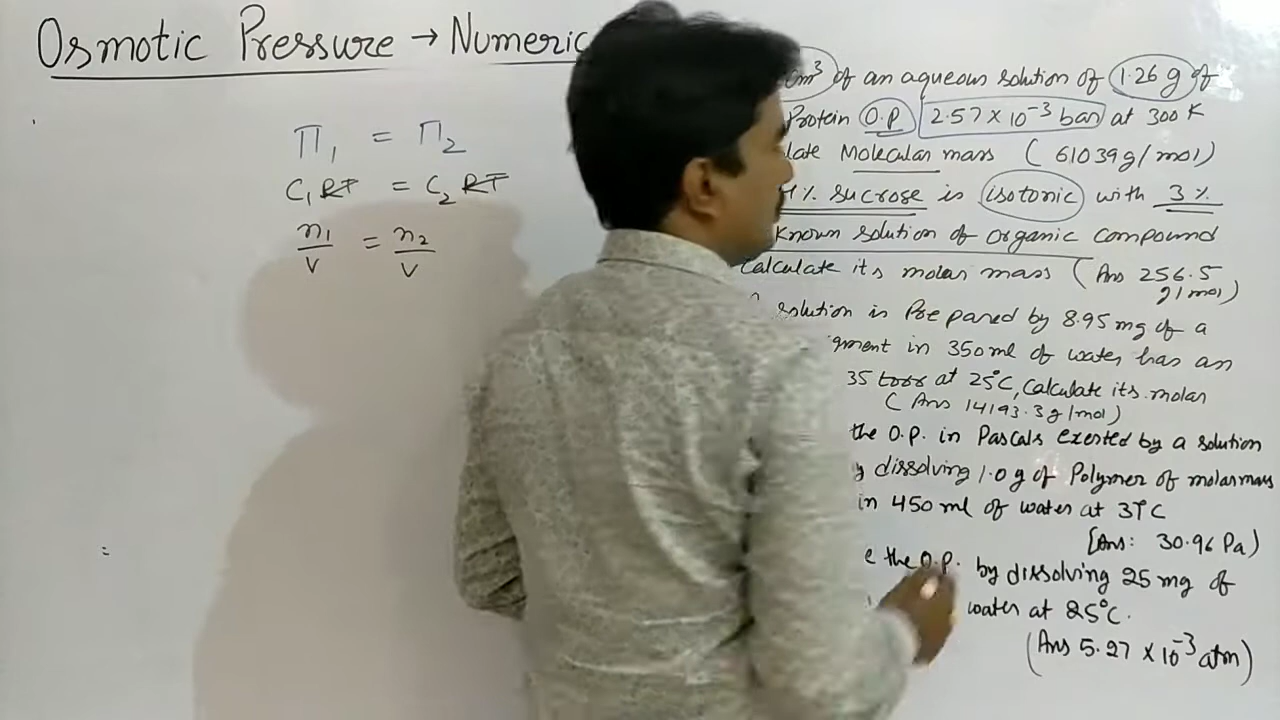 Osmotic Pressure → Numeric
Π₁ = Π₂
C₁RT = C₂RT
n₁/v = n₂/v
=
cm³ of an aqueous solution of 1.26 g of
Protein O.P 2.57 × 10⁻³ bar at 300 K
late Molecular mass ( 61039 g/mol)
4% sucrose is isotonic with 3%
known solution of organic compound
Calculate its molar mass ( Ans 256.5
g/mol)
solution is Prepared by 8.95 mg of a
gment in 350 ml of water has an
35 torr at 25°C, Calculate its molar
( Ans 14193.3 g/mol)
the O.P. in Pascals exerted by a solution
y dissolving 1.0 g of Polymer of molar mass
in 450 ml of water at 37°C
[Ans: 30.96 Pa)
e the O.P. by dissolving 25 mg of
water at 25°C.
(Ans 5.27 × 10⁻³ atm)